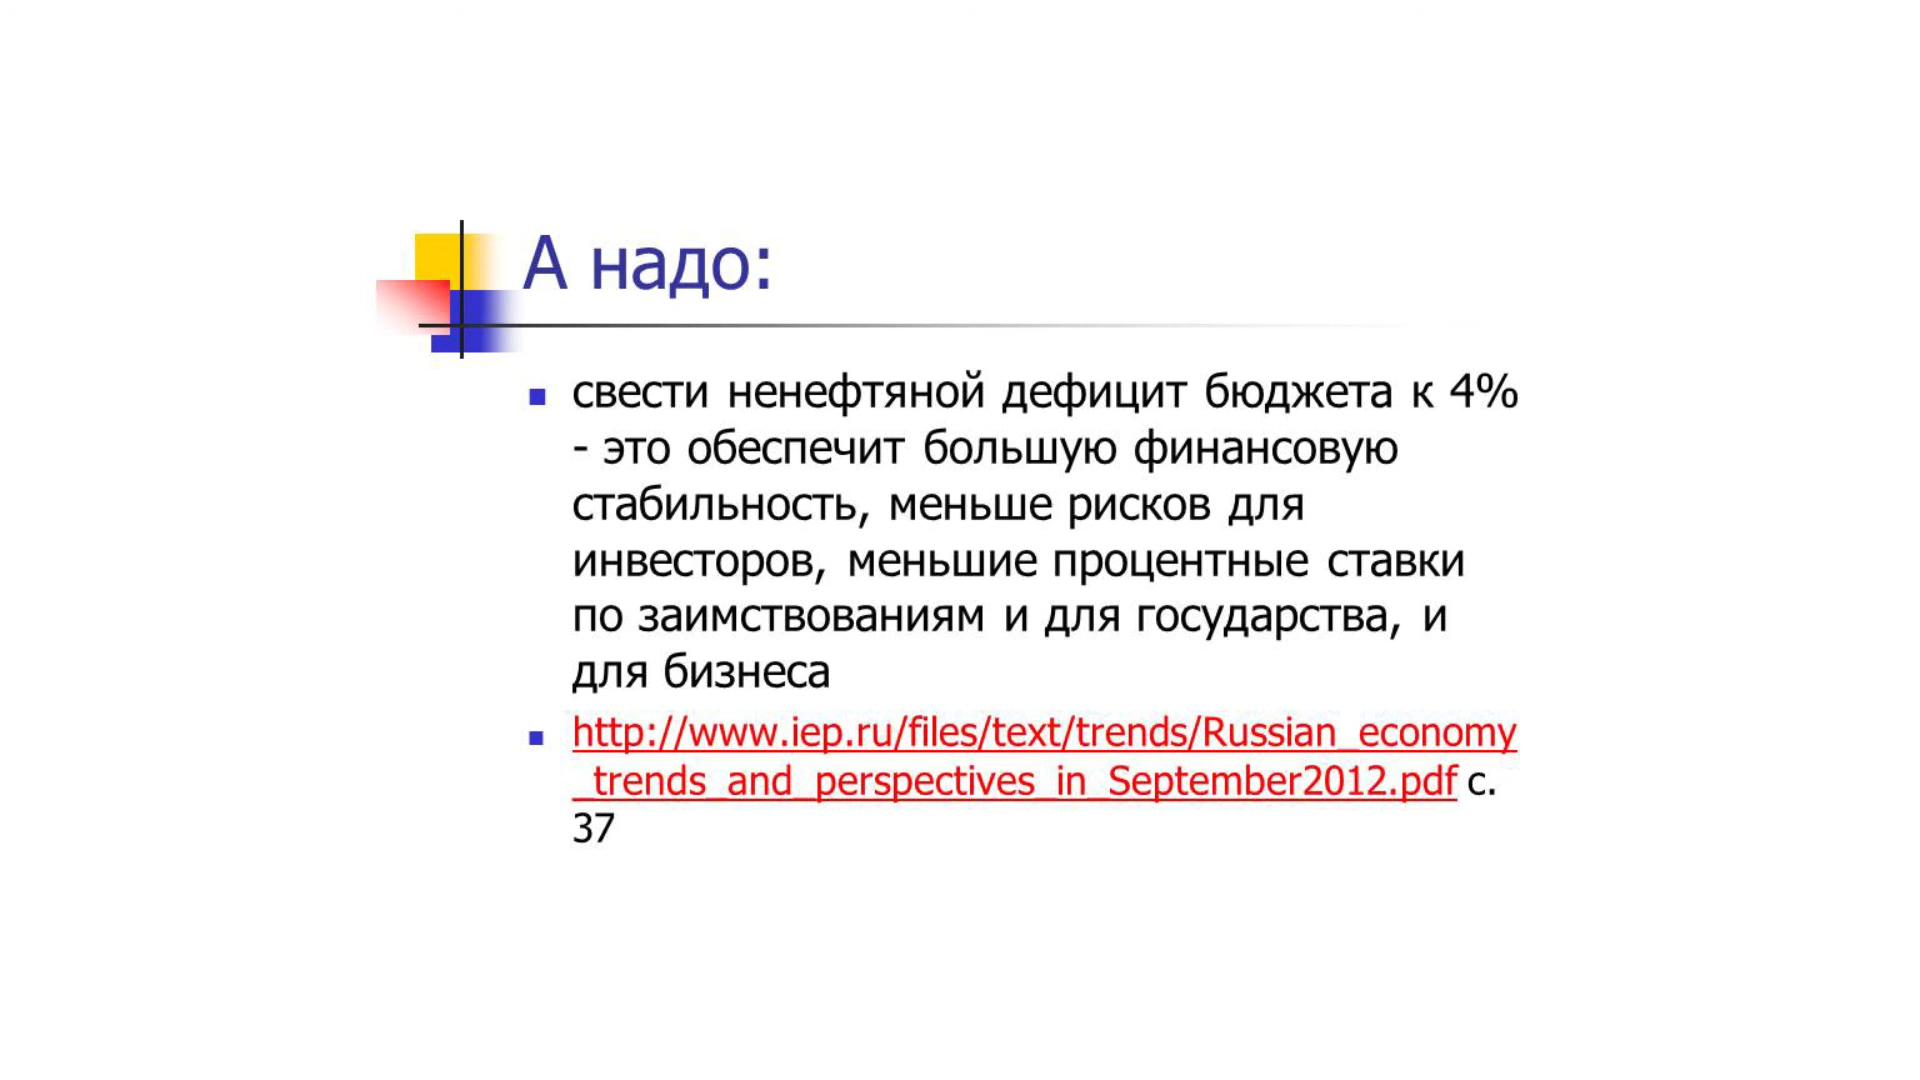 А надо:
свести ненефтяной дефицит бюджета к 4%
- это обеспечит большую финансовую
стабильность, меньше рисков для
инвесторов, меньшие процентные ставки
по заимствованиям и для государства, и
для бизнеса
http://www.iep.ru/files/text/trends/Russian_economy
_trends_and_perspectives_in_September2012.pdf с.
37